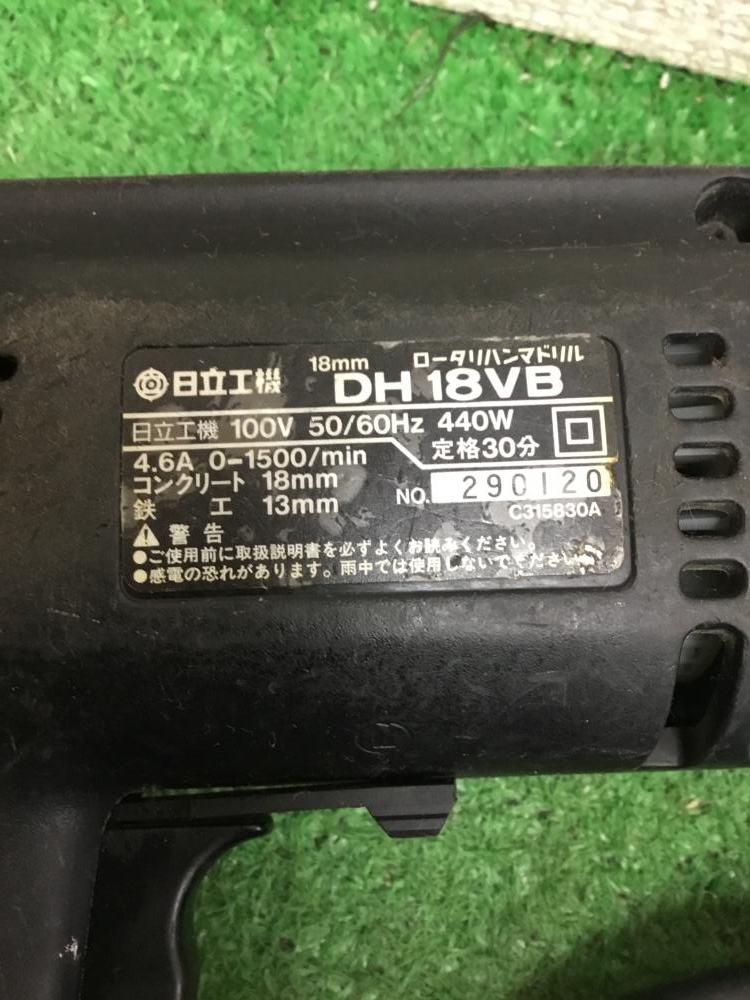 18mm ロータリハンマドリル
日立工機 DH 18VB
日立工機 100V 50/60Hz 440W
4.6A 0-1500/min 定格30分
コンクリート 18mm
鉄 工 13mm
NO. 290120
C315830A
警告
●ご使用前に取扱説明書を必ずよくお読みください。
●感電の恐れがあります。雨中では使用しないでください